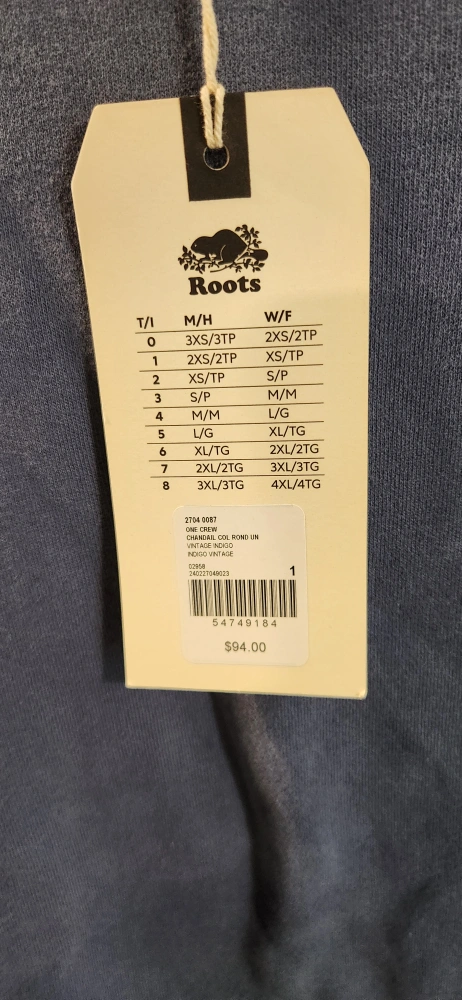 Roots
T/I M/H W/F
0 3XS/3TP 2XS/2TP
1 2XS/2TP XS/TP
2 XS/TP S/P
3 S/P M/M
4 M/M L/G
5 L/G XL/TG
6 XL/TG 2XL/2TG
7 2XL/2TG 3XL/3TG
8 3XL/3TG 4XL/4TG
2704 0087
ONE CREW
CHANDAIL COL ROND UN
VINTAGE INDIGO
INDIGO VINTAGE
02958
240227049023 1
54749184
$94.00